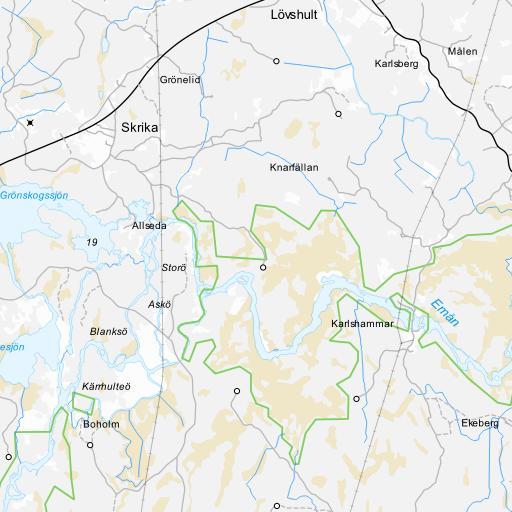 Lövshult
Målen
Karlsberg
Grönelid
Skrika
Knarfällan
Grönskogssjön
Allseda
19
Storö
Askö
Emån
Blanksö
Karlshammar
esjön
Kärrhulteö
Boholm
Ekeberg